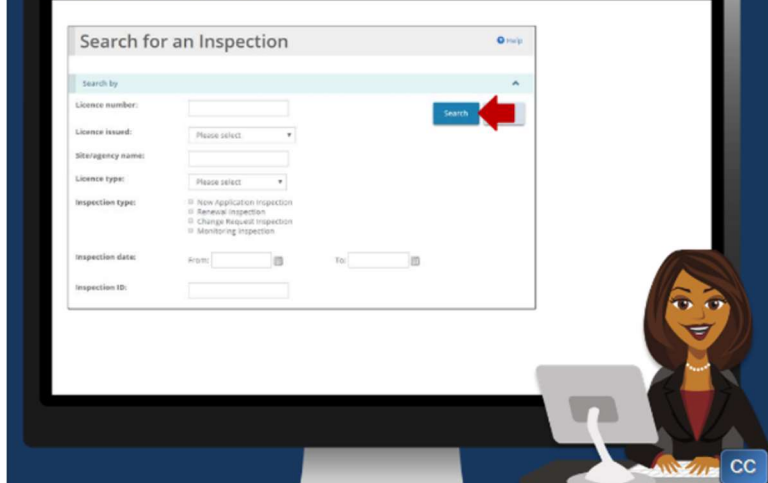 Search for an Inspection
Help
Search by
Licence number:
Search
Licence issued:
Please select
Site/agency name:
Licence type:
Please select
Inspection type:
New Application Inspection
Renewal Inspection
Change Request Inspection
Monitoring Inspection
Inspection date:
From:
To:
Inspection ID:
CC